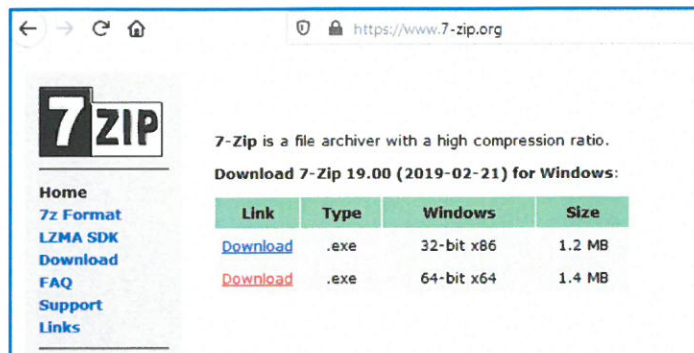 https://www.7-zip.org
7ZIP
7-Zip is a file archiver with a high compression ratio.
Download 7-Zip 19.00 (2019-02-21) for Windows:
Home
7z Format
LZMA SDK
Download
FAQ
Support
Links
Link Type Windows Size
Download .exe 32-bit x86 1.2 MB
Download .exe 64-bit x64 1.4 MB